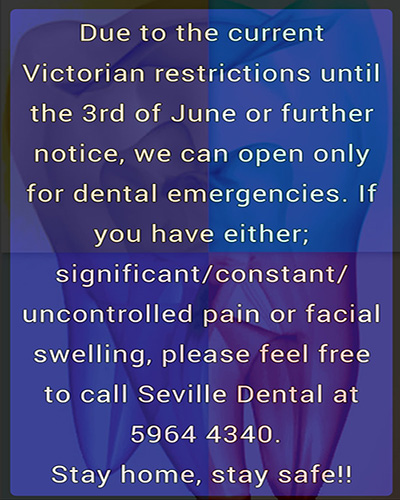 Due to the current
Victorian restrictions until
the 3rd of June or further
notice, we can open only
for dental emergencies. If
you have either;
significant/constant/
uncontrolled pain or facial
swelling, please feel free
to call Seville Dental at
5964 4340.
Stay home, stay safe!!